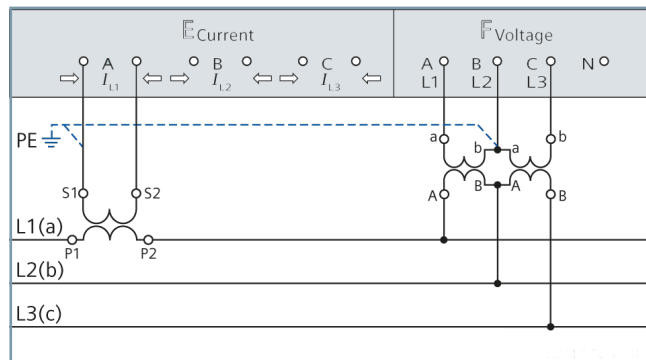 E Current F Voltage
A B C A B C N
I L1 I L2 I L3 L1 L2 L3
PE
a b a b
S1 S2 A B A B
L1(a)
P1 P2
L2(b)
L3(c)